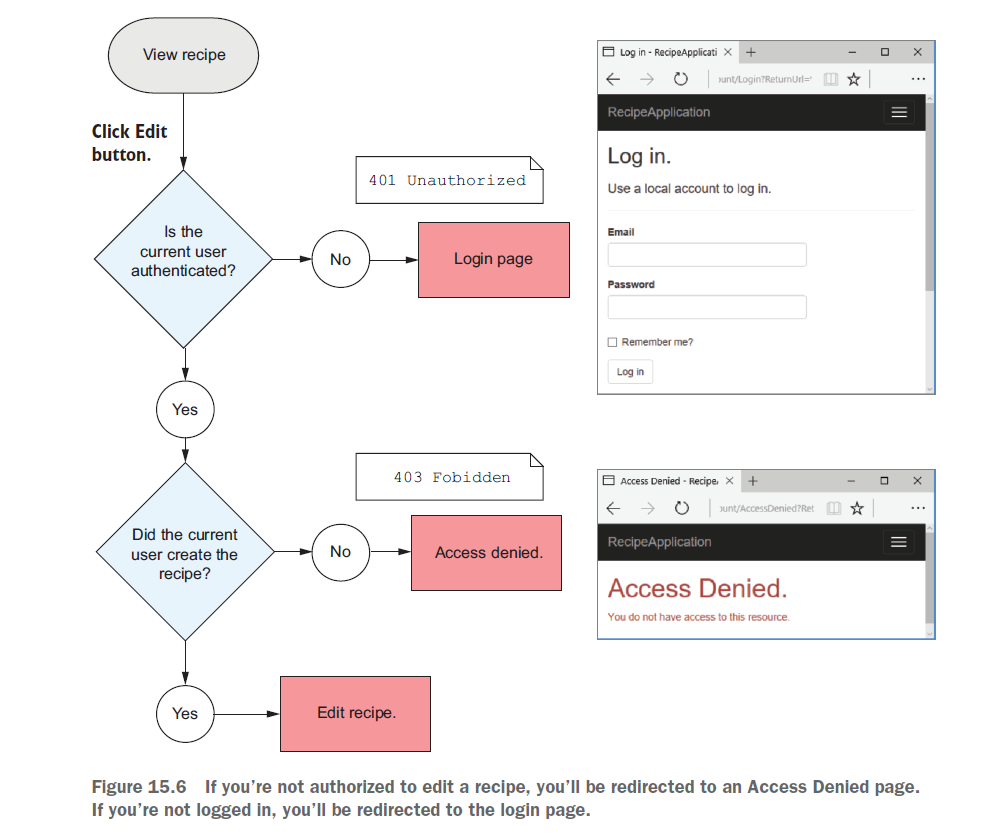 View recipe
Click Edit
button.
Is the
current user
authenticated?
No
401 Unauthorized
Login page
Yes
Did the current
user create the
recipe?
No
403 Fobidden
Access denied.
Yes
Edit recipe.
Log in - RecipeApplicati
ount/Login?ReturnUrl=
RecipeApplication
Log in.
Use a local account to log in.
Email
Password
Remember me?
Log in
Access Denied - Recipe
ount/AccessDenied?Ret
RecipeApplication
Access Denied.
You do not have access to this resource.
Figure 15.6 If you’re not authorized to edit a recipe, you’ll be redirected to an Access Denied page.
If you’re not logged in, you’ll be redirected to the login page.